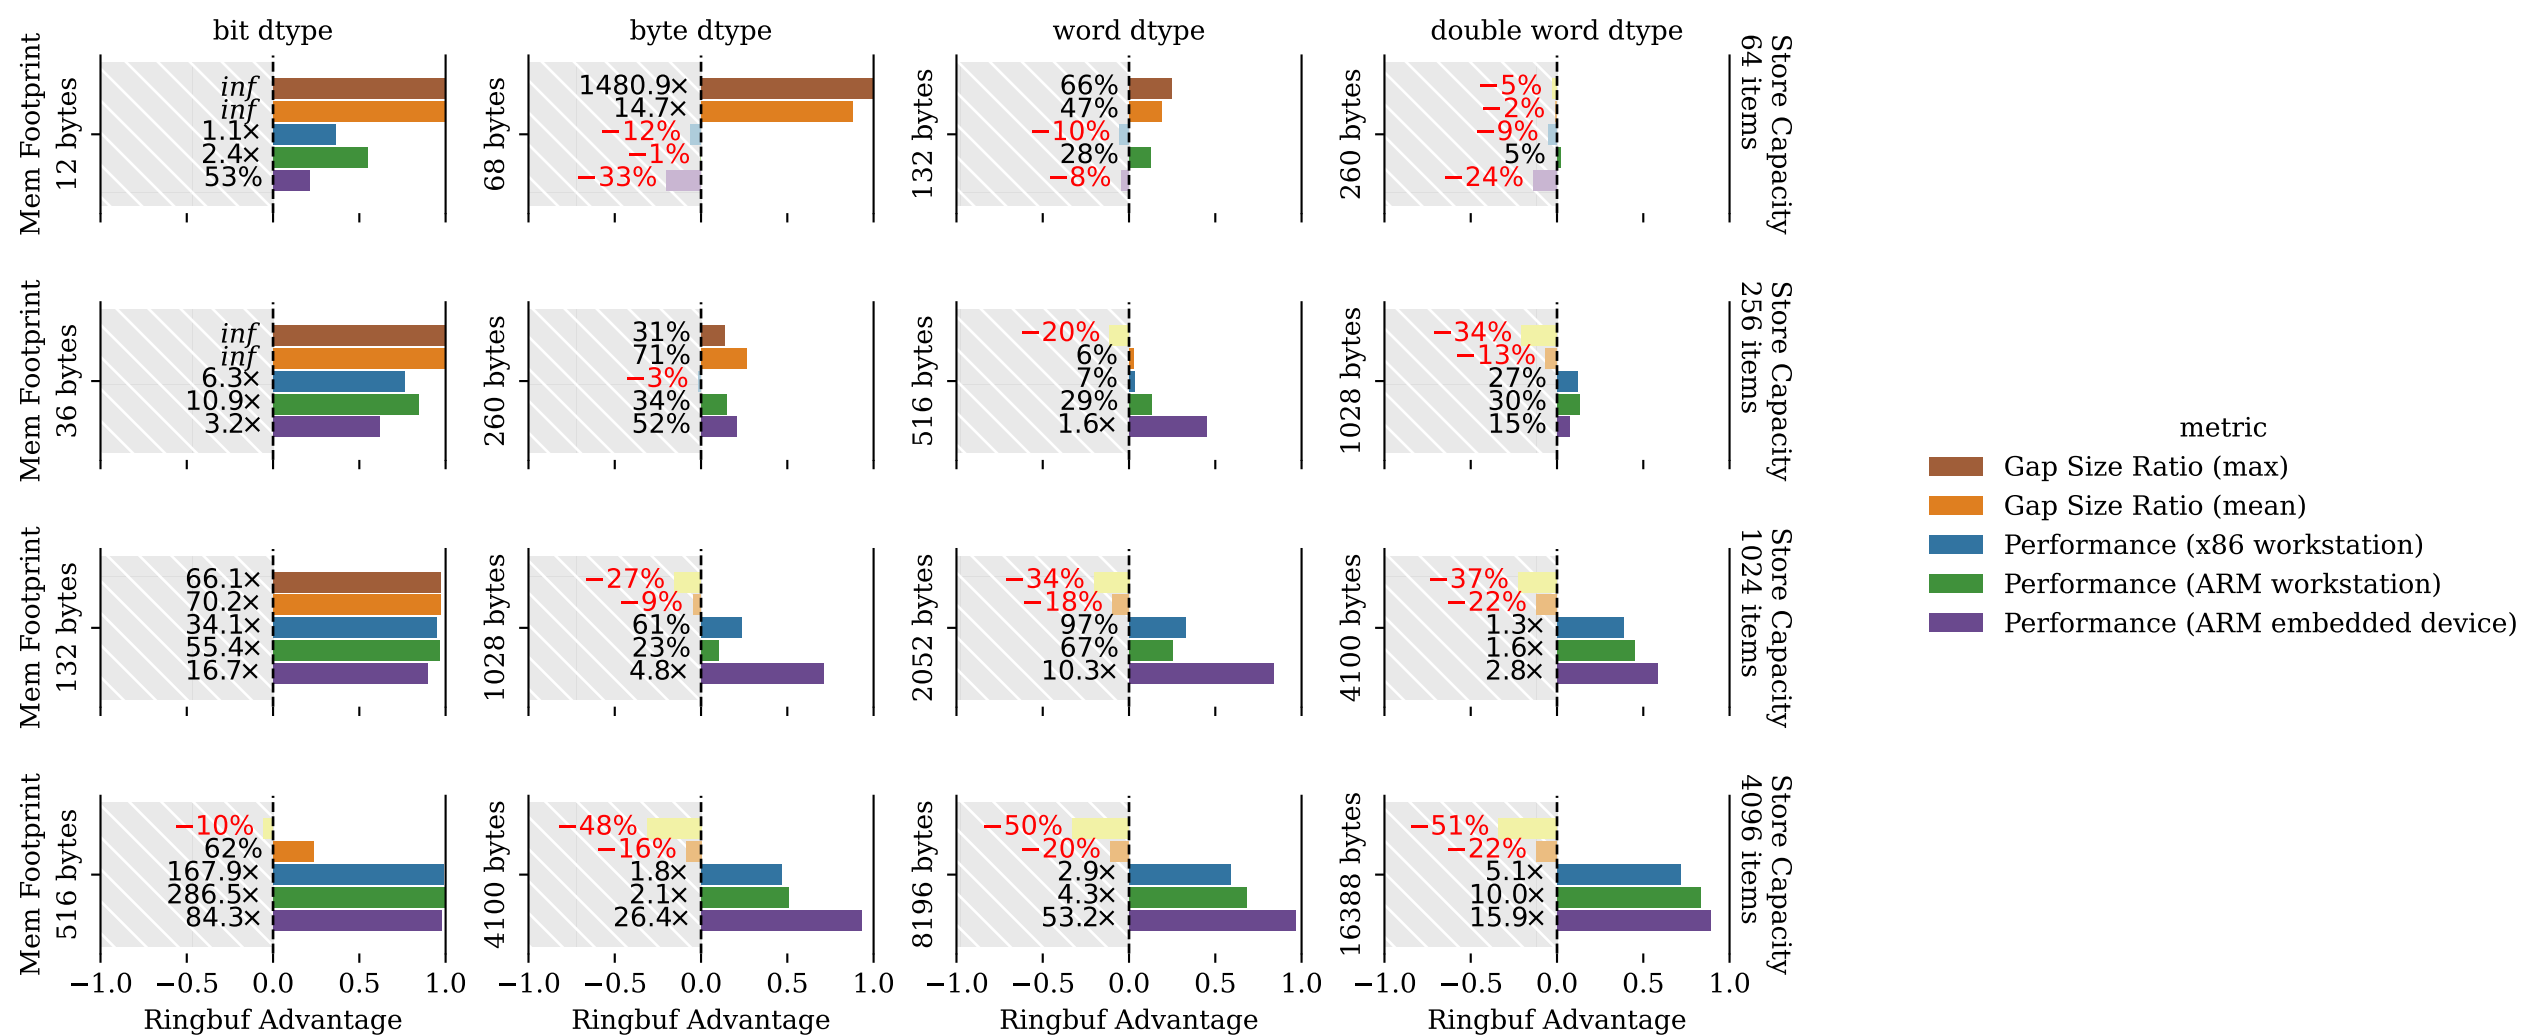 bit dtype
byte dtype
word dtype
double word dtype
Mem Footprint
12 bytes
inf
inf
1.1×
2.4×
53%
68 bytes
1480.9×
14.7×
−12%
−1%
−33%
132 bytes
66%
47%
−10%
28%
−8%
260 bytes
−5%
−2%
−9%
5%
−24%
Store Capacity
64 items
Mem Footprint
36 bytes
inf
inf
6.3×
10.9×
3.2×
260 bytes
31%
71%
−3%
34%
52%
516 bytes
−20%
6%
7%
29%
1.6×
1028 bytes
−34%
−13%
27%
30%
15%
Store Capacity
256 items
Mem Footprint
132 bytes
66.1×
70.2×
34.1×
55.4×
16.7×
1028 bytes
−27%
−9%
61%
23%
4.8×
2052 bytes
−34%
−18%
97%
67%
10.3×
4100 bytes
−37%
−22%
1.3×
1.6×
2.8×
Store Capacity
1024 items
Mem Footprint
516 bytes
−10%
62%
167.9×
286.5×
84.3×
4100 bytes
−48%
−16%
1.8×
2.1×
26.4×
8196 bytes
−50%
−20%
2.9×
4.3×
53.2×
16388 bytes
−51%
−22%
5.1×
10.0×
15.9×
Store Capacity
4096 items
−1.0 −0.5 0.0 0.5 1.0
−1.0 −0.5 0.0 0.5 1.0
−1.0 −0.5 0.0 0.5 1.0
−1.0 −0.5 0.0 0.5 1.0
Ringbuf Advantage
Ringbuf Advantage
Ringbuf Advantage
Ringbuf Advantage
metric
Gap Size Ratio (max)
Gap Size Ratio (mean)
Performance (x86 workstation)
Performance (ARM workstation)
Performance (ARM embedded device)